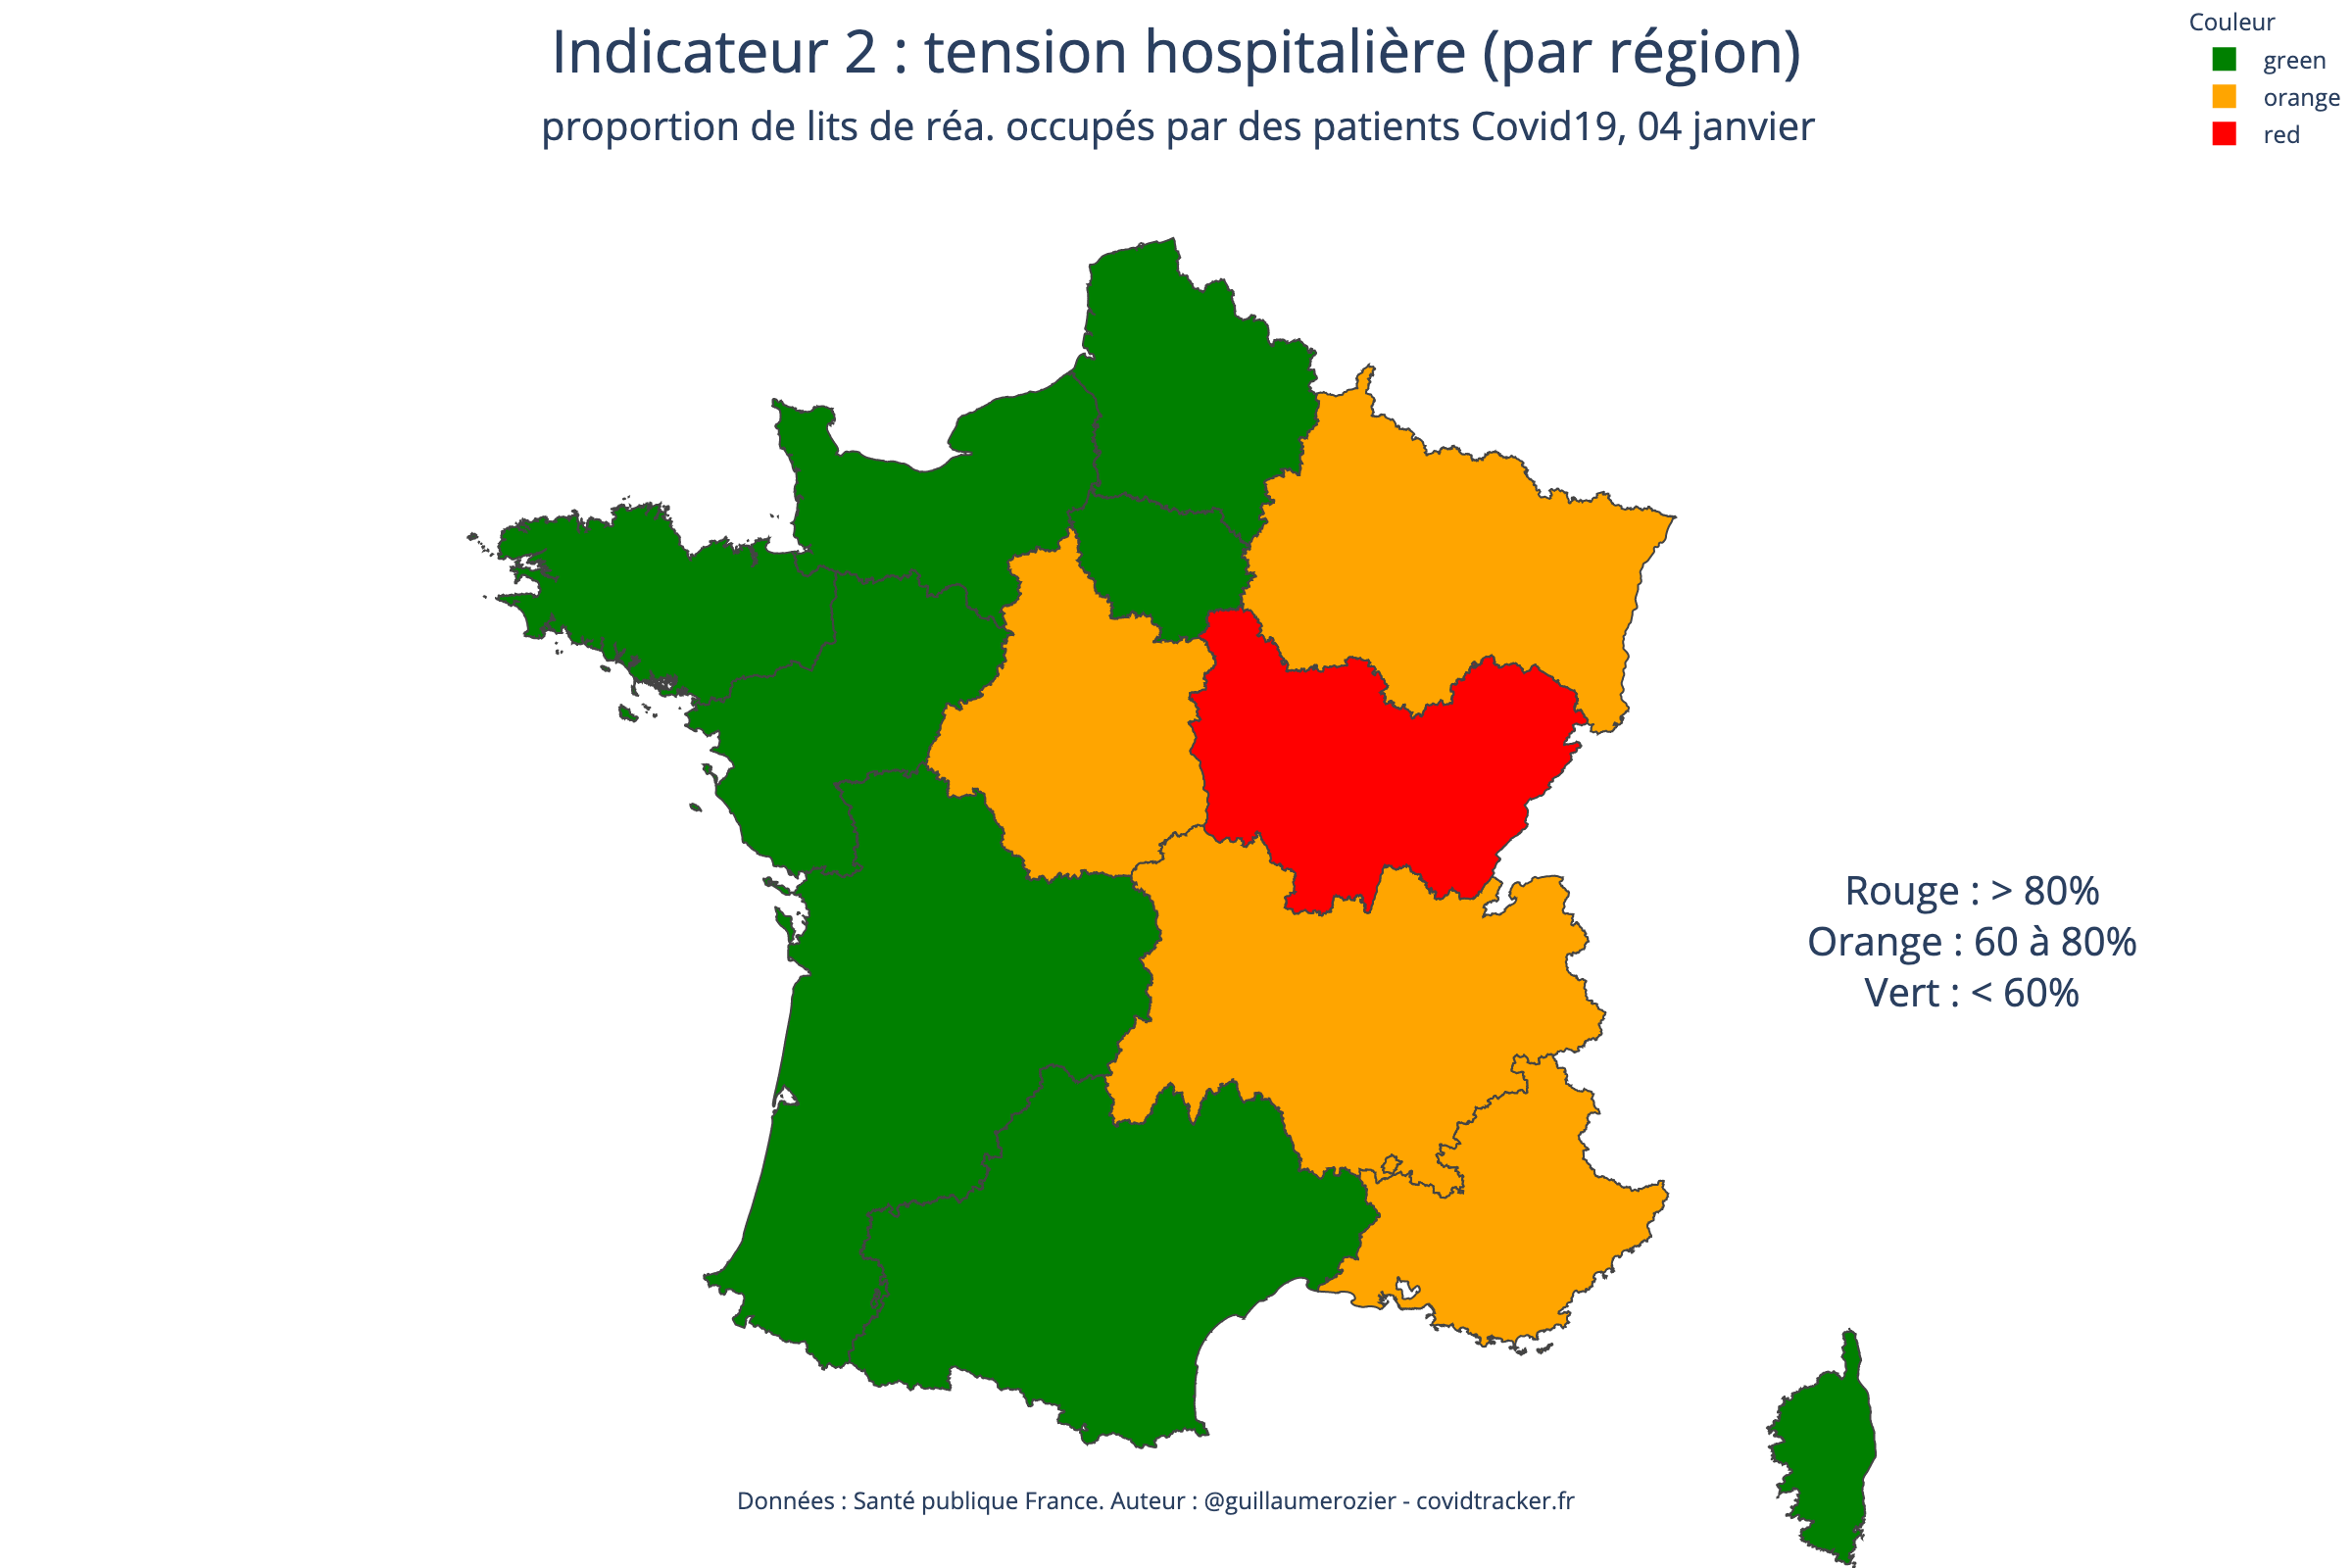 Indicateur 2 : tension hospitalière (par région)
proportion de lits de réa. occupés par des patients Covid19, 04 janvier
Couleur
green
orange
red
Rouge : > 80%
Orange : 60 à 80%
Vert : < 60%
Données : Santé publique France. Auteur : @guillaumerozier - covidtracker.fr